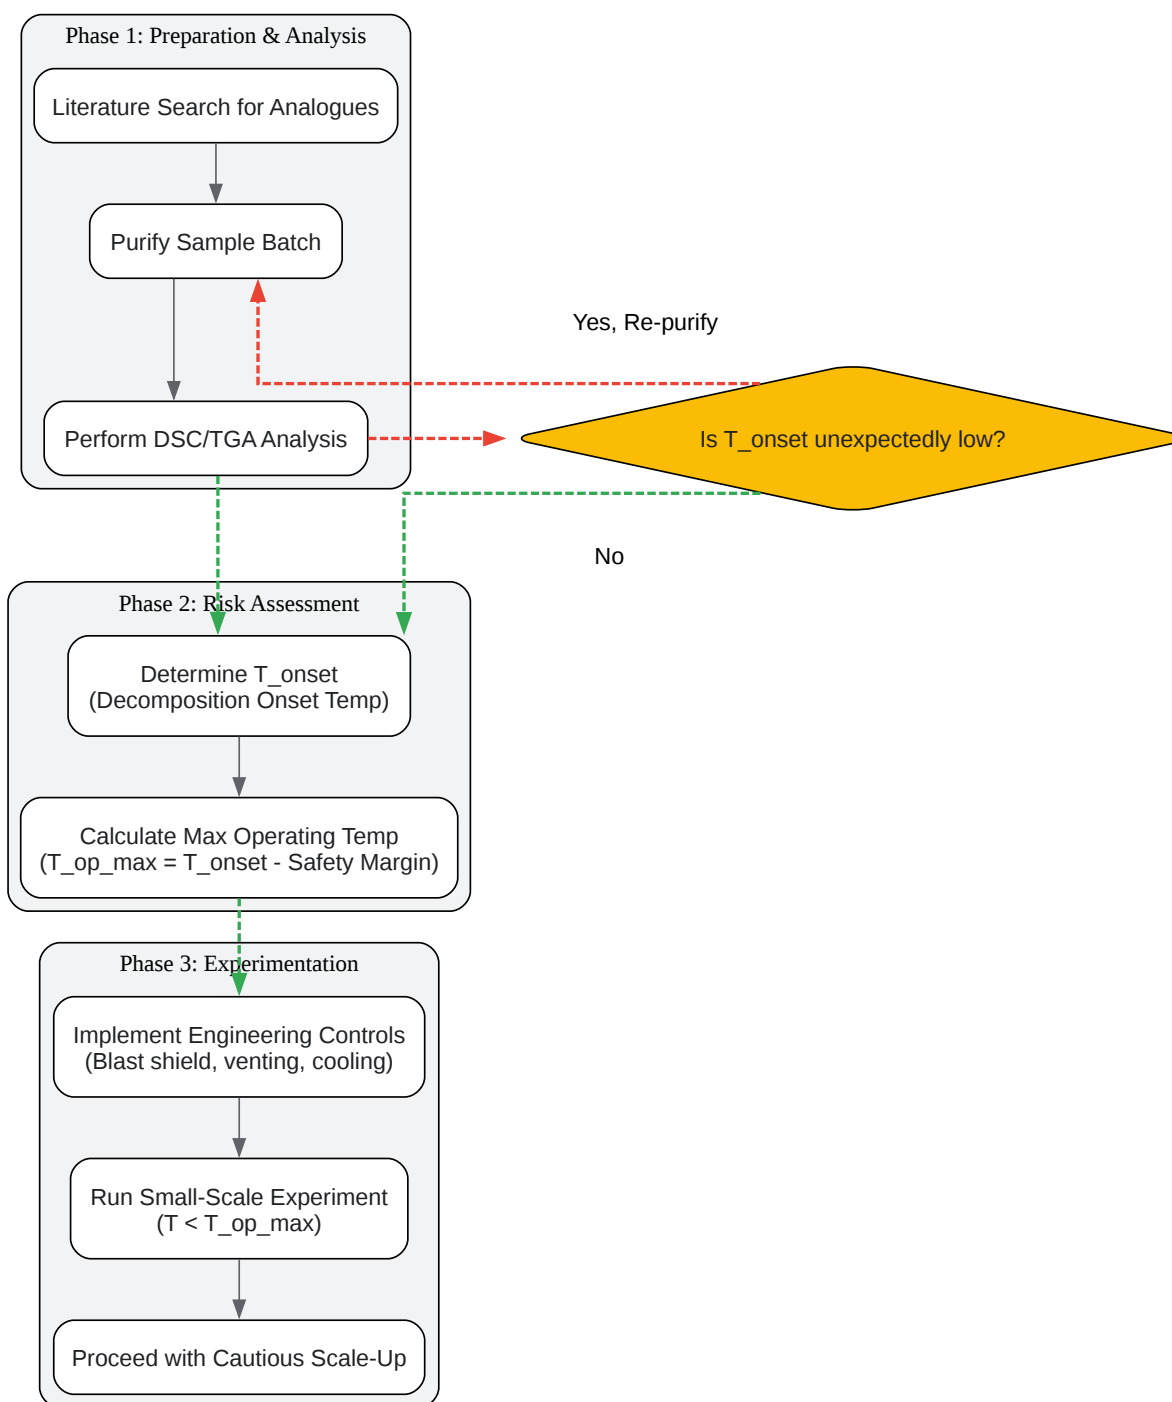 Phase 1: Preparation & Analysis
Literature Search for Analogues
Purify Sample Batch
Yes, Re-purify
Perform DSC/TGA Analysis
Is T_onset unexpectedly low?
No
Phase 2: Risk Assessment
Determine T_onset
(Decomposition Onset Temp)
Calculate Max Operating Temp
(T_op_max = T_onset - Safety Margin)
Phase 3: Experimentation
Implement Engineering Controls
(Blast shield, venting, cooling)
Run Small-Scale Experiment
(T < T_op_max)
Proceed with Cautious Scale-Up